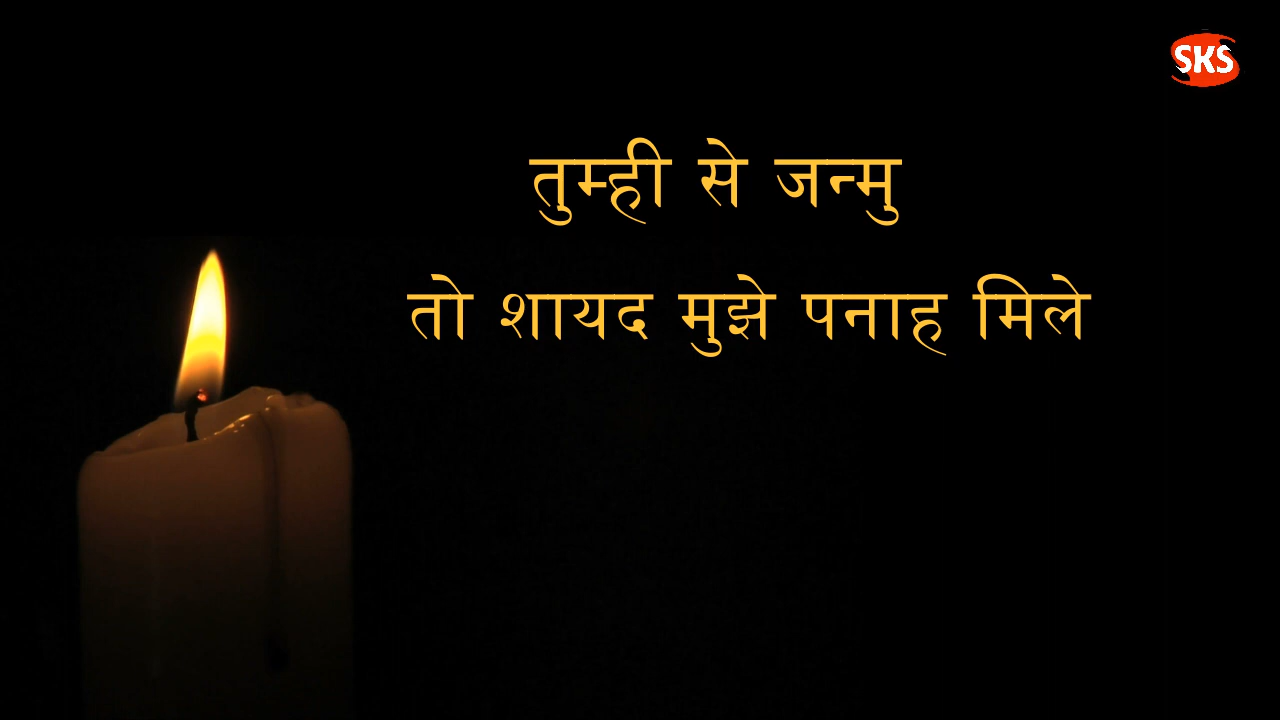 SKS
तुम्ही से जन्मु
तो शायद मुझे पनाह मिले